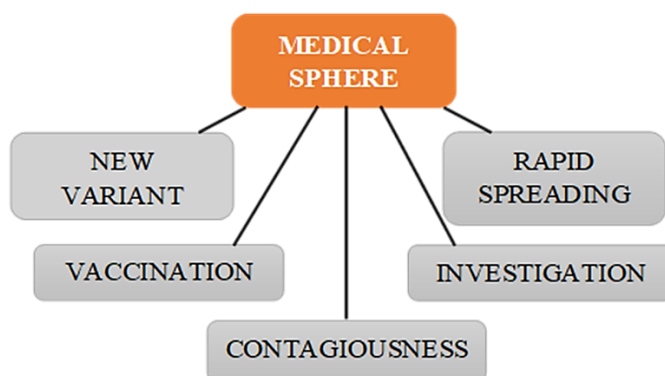 MEDICAL
SPHERE
NEW
VARIANT
RAPID
SPREADING
VACCINATION
INVESTIGATION
CONTAGIOUSNESS